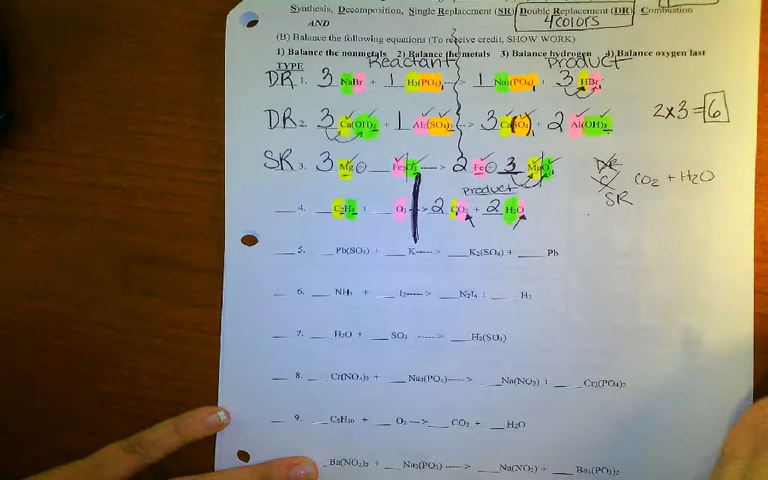 Synthesis, Decomposition, Single Replacement (SR) Double Replacement (DR) Combustion
4 colors
AND
(B) Balance the following equations (To receive credit, SHOW WORK)
1) Balance the nonmetals 2) Balance the metals 3) Balance hydrogen 4) Balance oxygen last
TYPE Reactant Product
DR 1. 3 NaBr + 1 H₃(PO₄) > 1 Na₃(PO₄) + 3 HBr
DR 2. 3 Ca(OH)₂ + 1 Al₂(SO₄)₃ > 3 Ca(SO₄) + 2 Al(OH)₃
2x3=6
SR 3. 3 Mg + Fe₂O₃ ----> 2 Fe + 3 MgO
DR
C
SR
CO₂ + H₂O
Product
4. C₂H₄ + O₂ > 2 CO₂ + 2 H₂O
5. Pb(SO₄) + K----> K₂(SO₄) + Pb
6. NH₃ + I₂----> N₂I₆ + H₂
7. H₂O + SO₃ ----> H₂(SO₄)
8. Cr(NO₃)₂ + Na₃(PO₄)----> Na(NO₃) + Cr₃(PO₄)₂
9. C₅H₁₀ + O₂ --> CO₂ + H₂O
Ba(NO₂)₂ + Na₃(PO₃) ----> Na(NO₂) + Ba₃(PO₃)₂